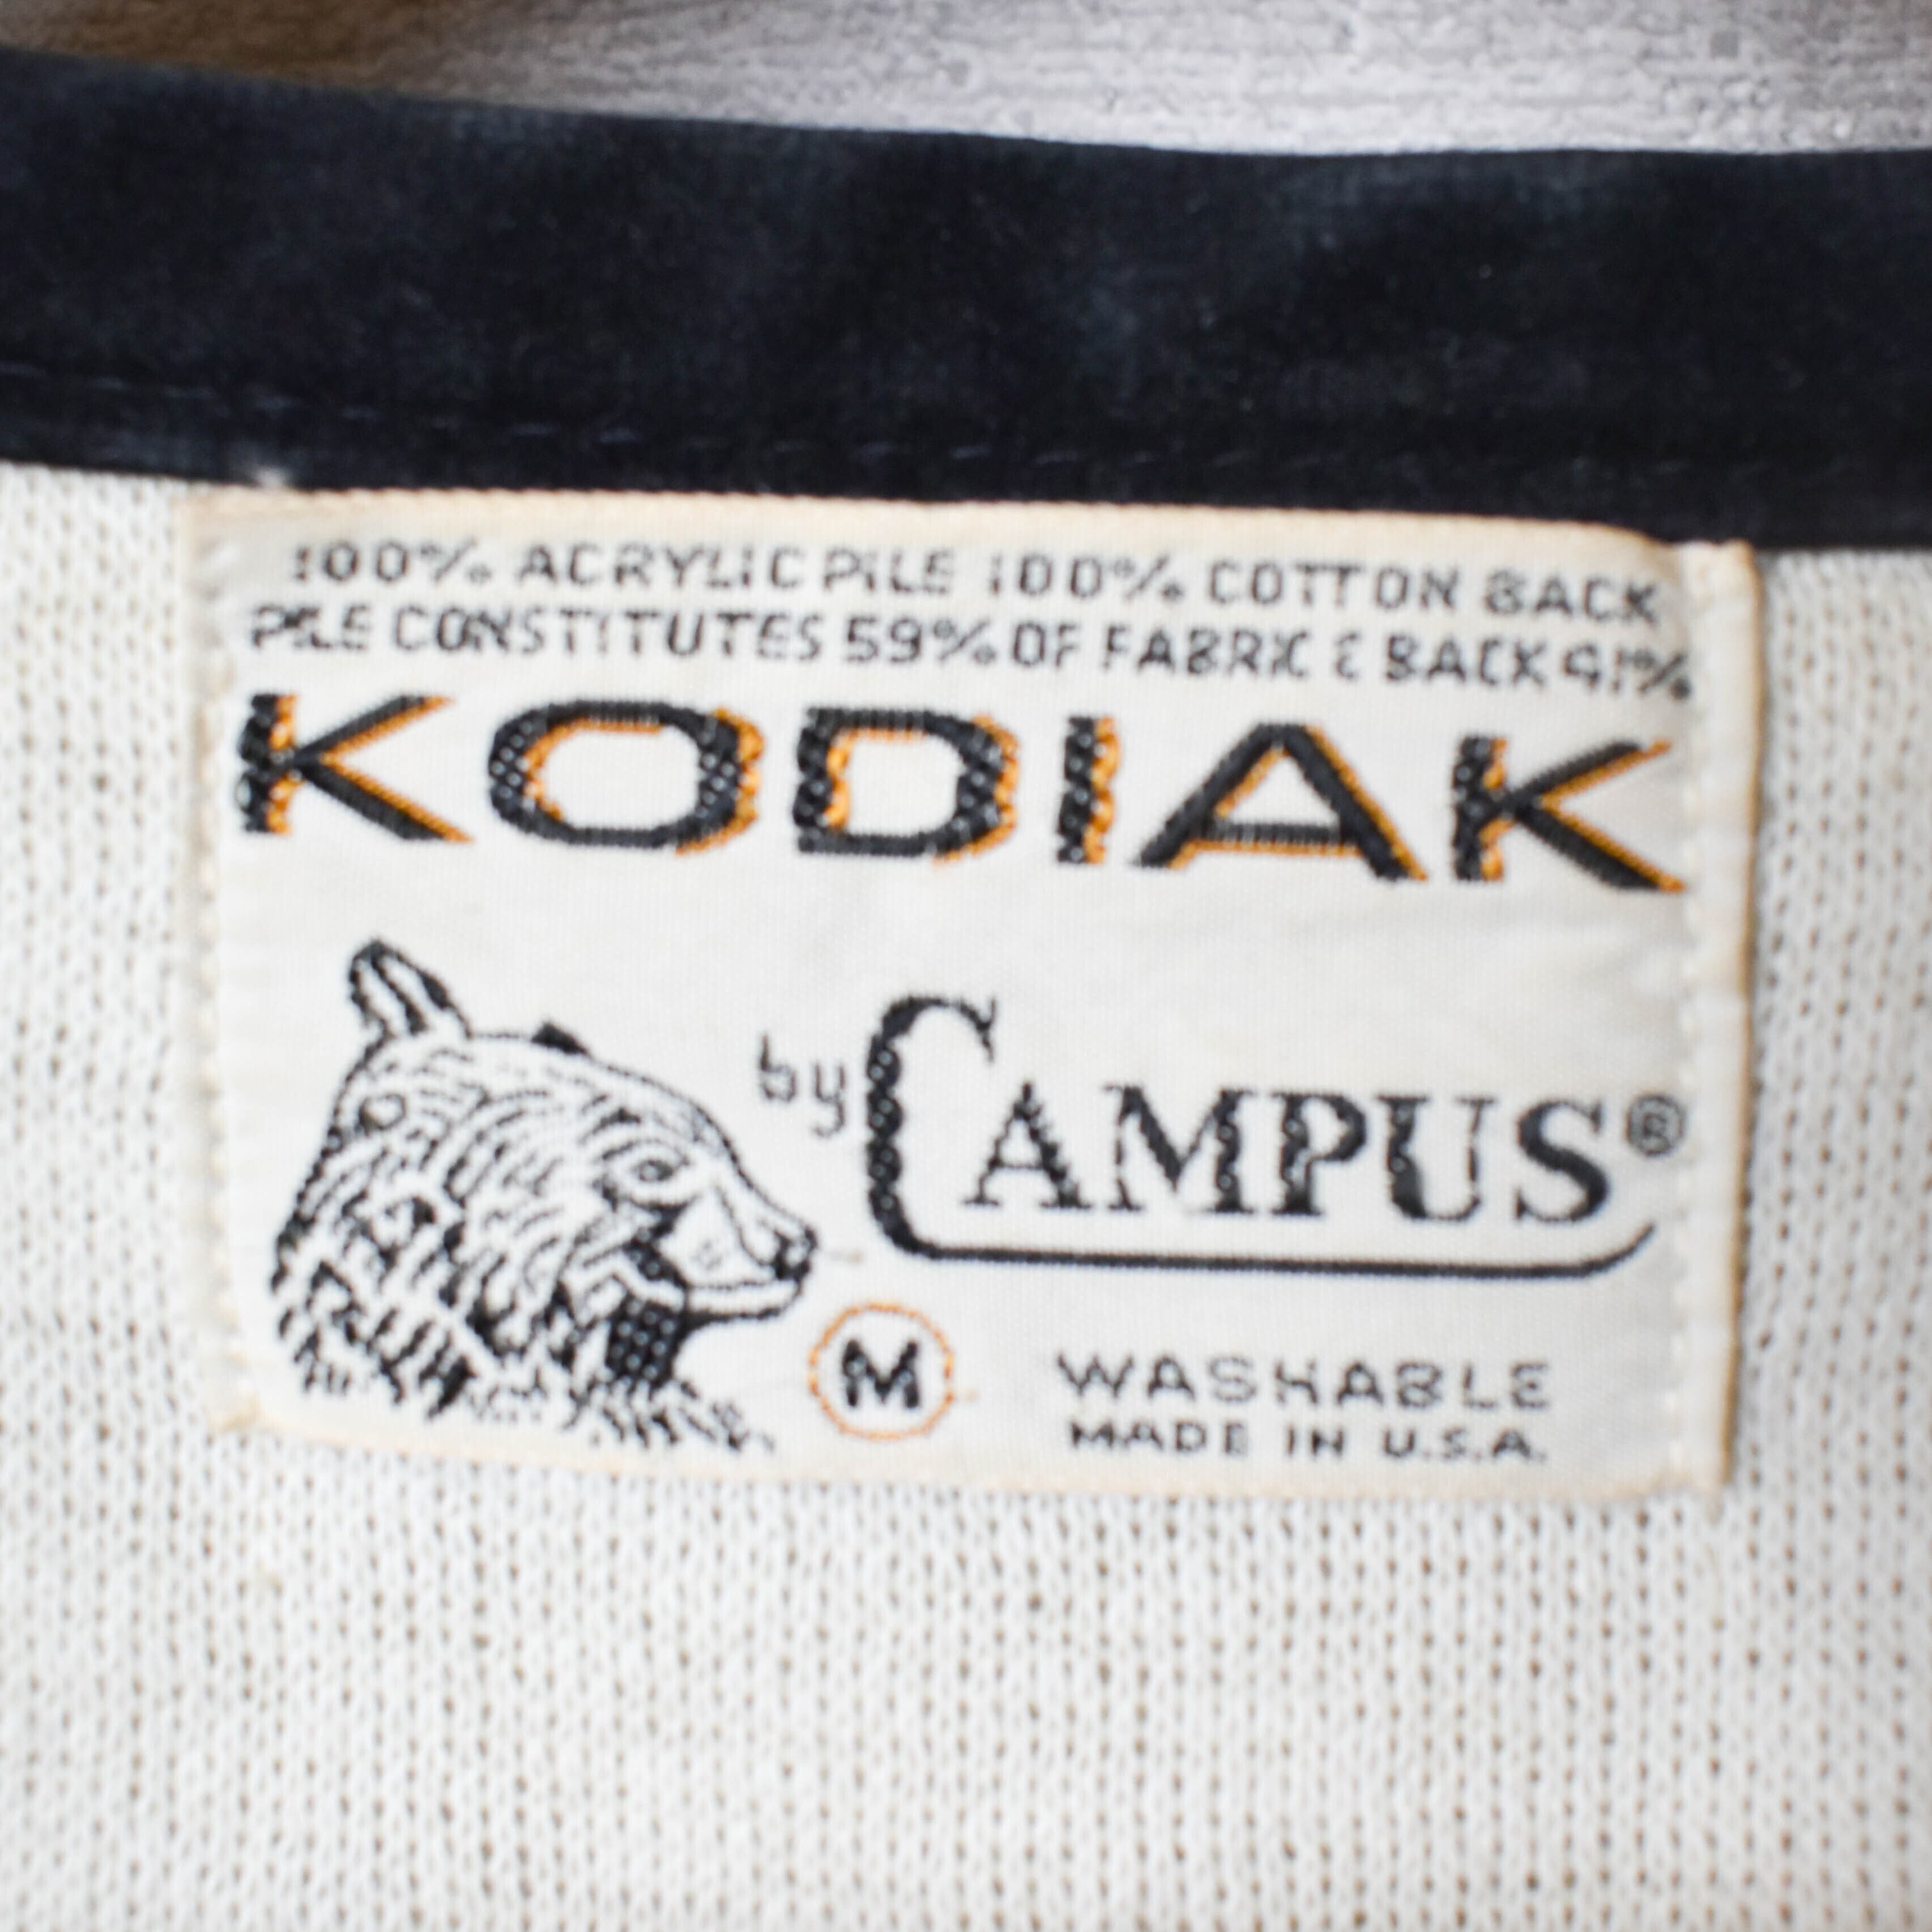 100% ACRYLIC PILE 100% COTTON BACK
PILE CONSTITUTES 59% OF FABRIC & BACK 41%
KODIAK
by CAMPUS®
M
WASHABLE
MADE IN U.S.A.